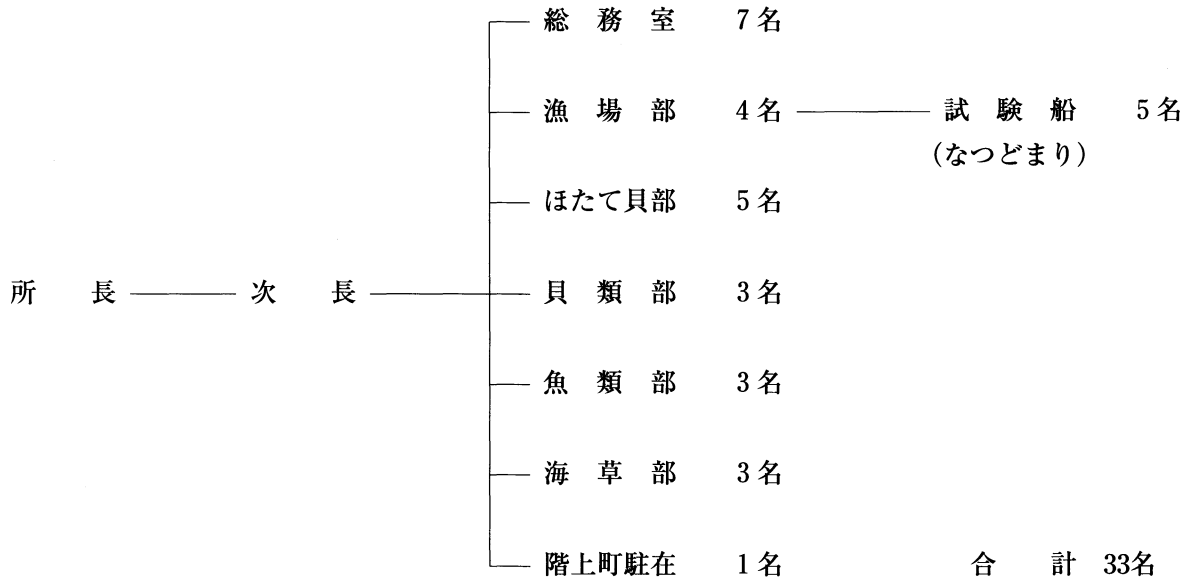 総務室 7名
漁場部 4名 試験船 5名
(なつどまり)
ほたて貝部 5名
所長 次長 貝類部 3名
魚類部 3名
海草部 3名
階上町駐在 1名 合計 33名